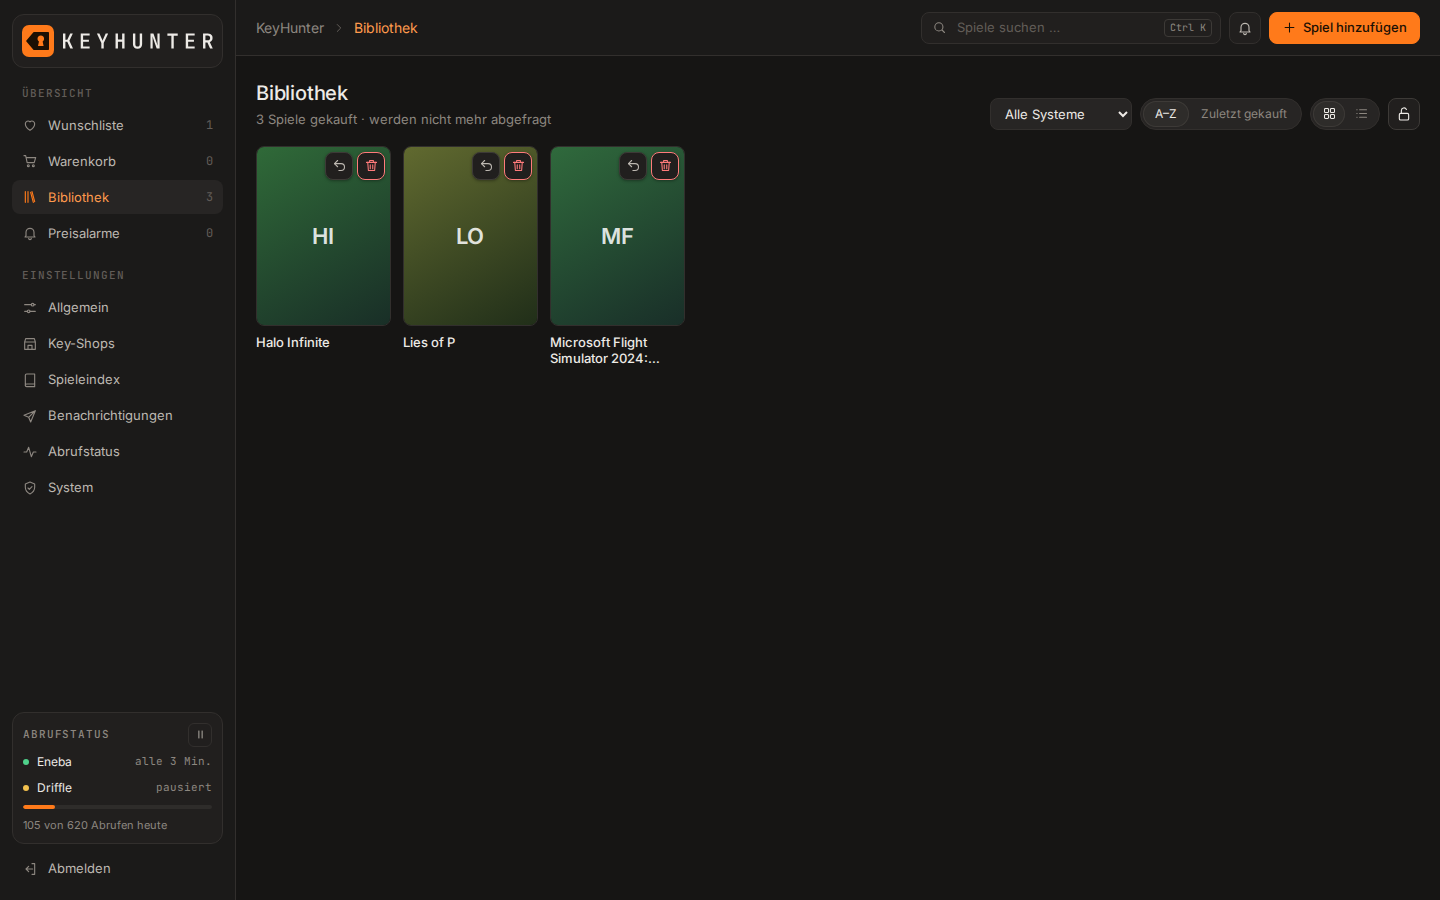 KEYHUNTER
ÜBERSICHT
Wunschliste 1
Warenkorb 0
Bibliothek 3
Preisalarme 0
EINSTELLUNGEN
Allgemein
Key-Shops
Spieleindex
Benachrichtigungen
Abrufstatus
System
ABRUFSTATUS
Eneba alle 3 Min.
Driffle pausiert
105 von 620 Abrufen heute
Abmelden
KeyHunter Bibliothek
Spiele suchen ... Ctrl K
Spiel hinzufügen
Bibliothek
3 Spiele gekauft · werden nicht mehr abgefragt
Alle Systeme
A–Z Zuletzt gekauft
HI
LO
MF
Halo Infinite
Lies of P
Microsoft Flight
Simulator 2024:...